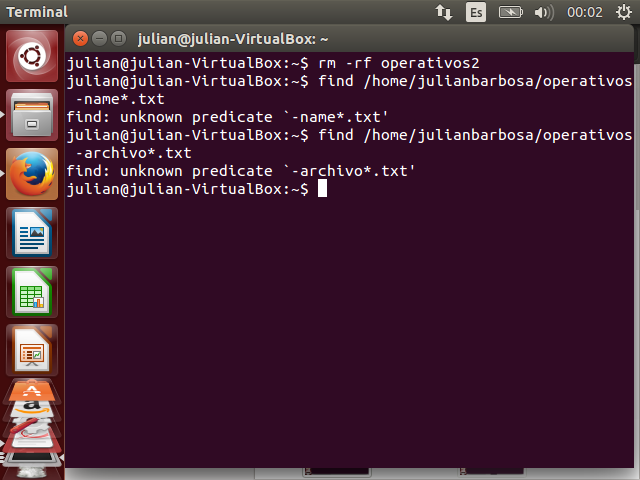 Terminal
Es
00:02
julian@julian-VirtualBox: ~
julian@julian-VirtualBox:~$ rm -rf operativos2
julian@julian-VirtualBox:~$ find /home/julianbarbosa/operativos
-name*.txt
find: unknown predicate `-name*.txt'
julian@julian-VirtualBox:~$ find /home/julianbarbosa/operativos
-archivo*.txt
find: unknown predicate `-archivo*.txt'
julian@julian-VirtualBox:~$